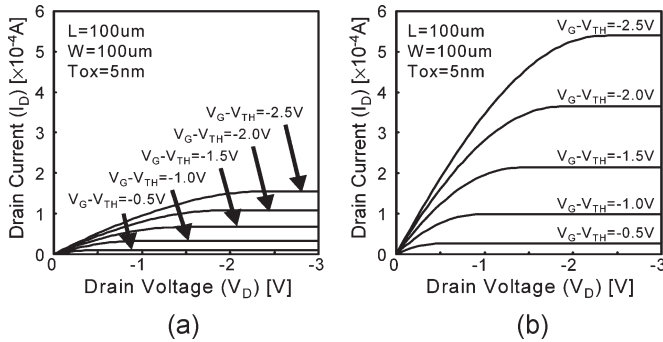 6
5
4
3
2
1
0
Drain Current (I_D) [×10⁻⁴A]
L=100um
W=100um
Tox=5nm
V_G-V_TH=-2.5V
V_G-V_TH=-2.0V
V_G-V_TH=-1.5V
V_G-V_TH=-1.0V
V_G-V_TH=-0.5V
0 -1 -2 -3
Drain Voltage (V_D) [V]
(a)
6
5
4
3
2
1
0
Drain Current (I_D) [×10⁻⁴A]
L=100um
W=100um
Tox=5nm
V_G-V_TH=-2.5V
V_G-V_TH=-2.0V
V_G-V_TH=-1.5V
V_G-V_TH=-1.0V
V_G-V_TH=-0.5V
0 -1 -2 -3
Drain Voltage (V_D) [V]
(b)